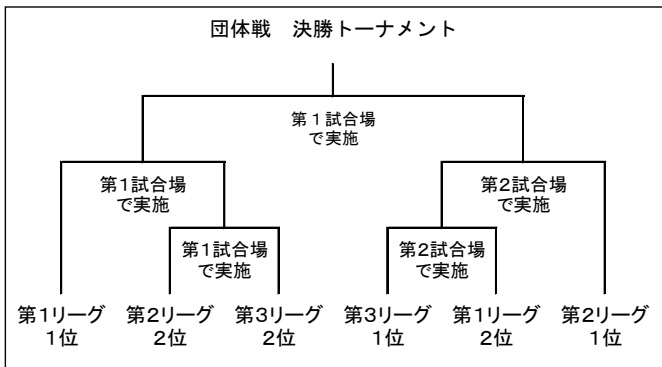 団体戦　決勝トーナメント
第１試合場
で実施
第1試合場
で実施
第2試合場
で実施
第1試合場
で実施
第2試合場
で実施
第1リーグ
1位
第2リーグ
2位
第3リーグ
2位
第3リーグ
1位
第1リーグ
2位
第2リーグ
1位